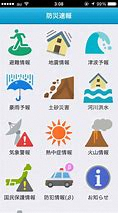 au 3:08
防災速報
避難情報 地震情報 津波予報
豪雨予報 土砂災害 河川洪水
気象警報 熱中症情報 火山情報
国民保護情報 防犯情報 お知らせ